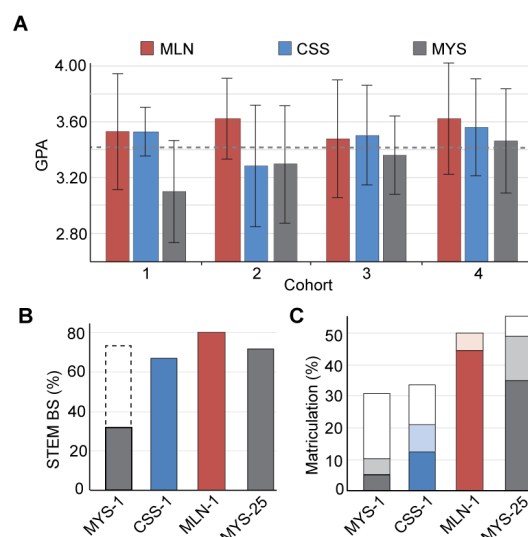 A
MLN CSS MYS
4.00
3.60
3.20
2.80
GPA
1 2 3 4
Cohort
B
80
60
40
20
0
STEM BS (%)
MYS-1 CSS-1 MLN-1 MYS-25
C
50
40
30
20
10
0
Matriculation (%)
MYS-1 CSS-1 MLN-1 MYS-25